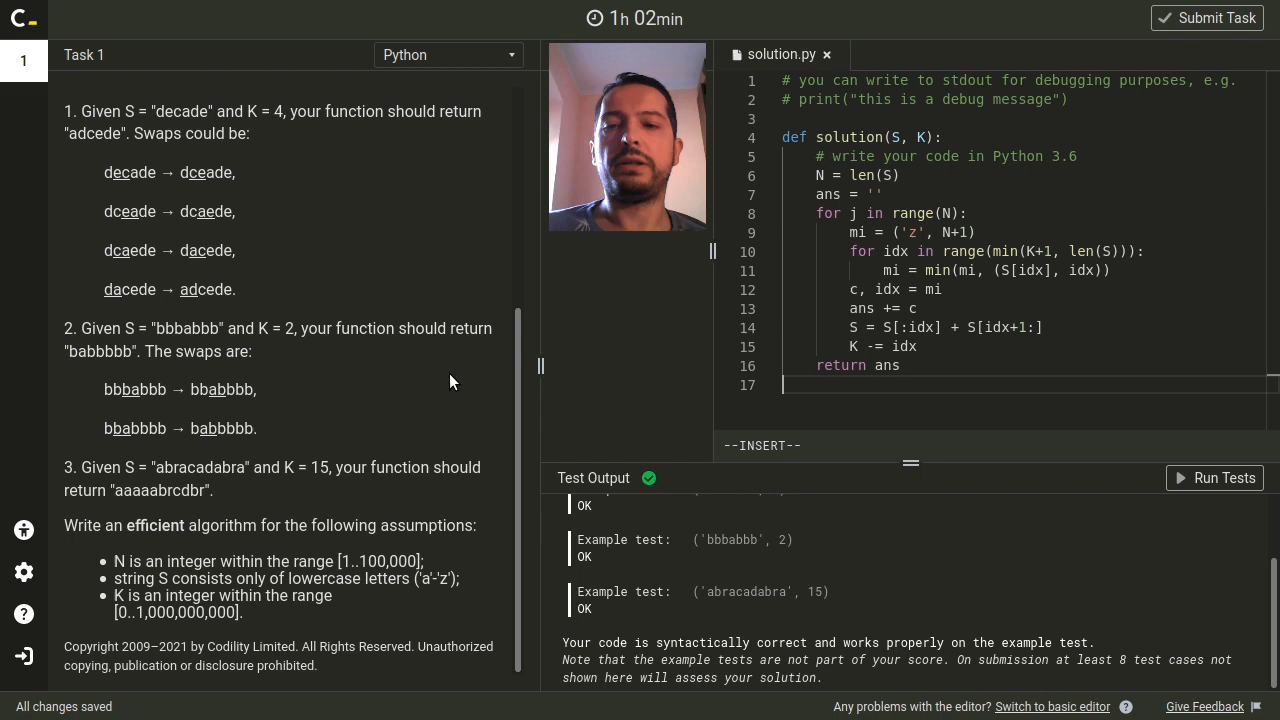 C_
1h 02min
Submit Task
1
Task 1
Python
solution.py
1. Given S = "decade" and K = 4, your function should return
"adcede". Swaps could be:
decade → dceade,
dceade → dcaede,
dcaede → dacede,
dacede → adcede.
2. Given S = "bbbabbb" and K = 2, your function should return
"babbbbb". The swaps are:
bbbabbb → bbabbbb,
bbabbbb → babbbbb.
3. Given S = "abracadabra" and K = 15, your function should
return "aaaaabrcdbr".
Write an efficient algorithm for the following assumptions:
N is an integer within the range [1..100,000];
string S consists only of lowercase letters ('a'-'z');
K is an integer within the range
[0..1,000,000,000].
Copyright 2009–2021 by Codility Limited. All Rights Reserved. Unauthorized
copying, publication or disclosure prohibited.
1 # you can write to stdout for debugging purposes, e.g.
2 # print("this is a debug message")
3
4 def solution(S, K):
5 # write your code in Python 3.6
6 N = len(S)
7 ans = ''
8 for j in range(N):
9 mi = ('z', N+1)
10 for idx in range(min(K+1, len(S))):
11 mi = min(mi, (S[idx], idx))
12 c, idx = mi
13 ans += c
14 S = S[:idx] + S[idx+1:]
15 K -= idx
16 return ans
17
--INSERT--
Test Output
Run Tests
OK
Example test: ('bbbabbb', 2)
OK
Example test: ('abracadabra', 15)
OK
Your code is syntactically correct and works properly on the example test.
Note that the example tests are not part of your score. On submission at least 8 test cases not
shown here will assess your solution.
All changes saved
Any problems with the editor? Switch to basic editor
Give Feedback